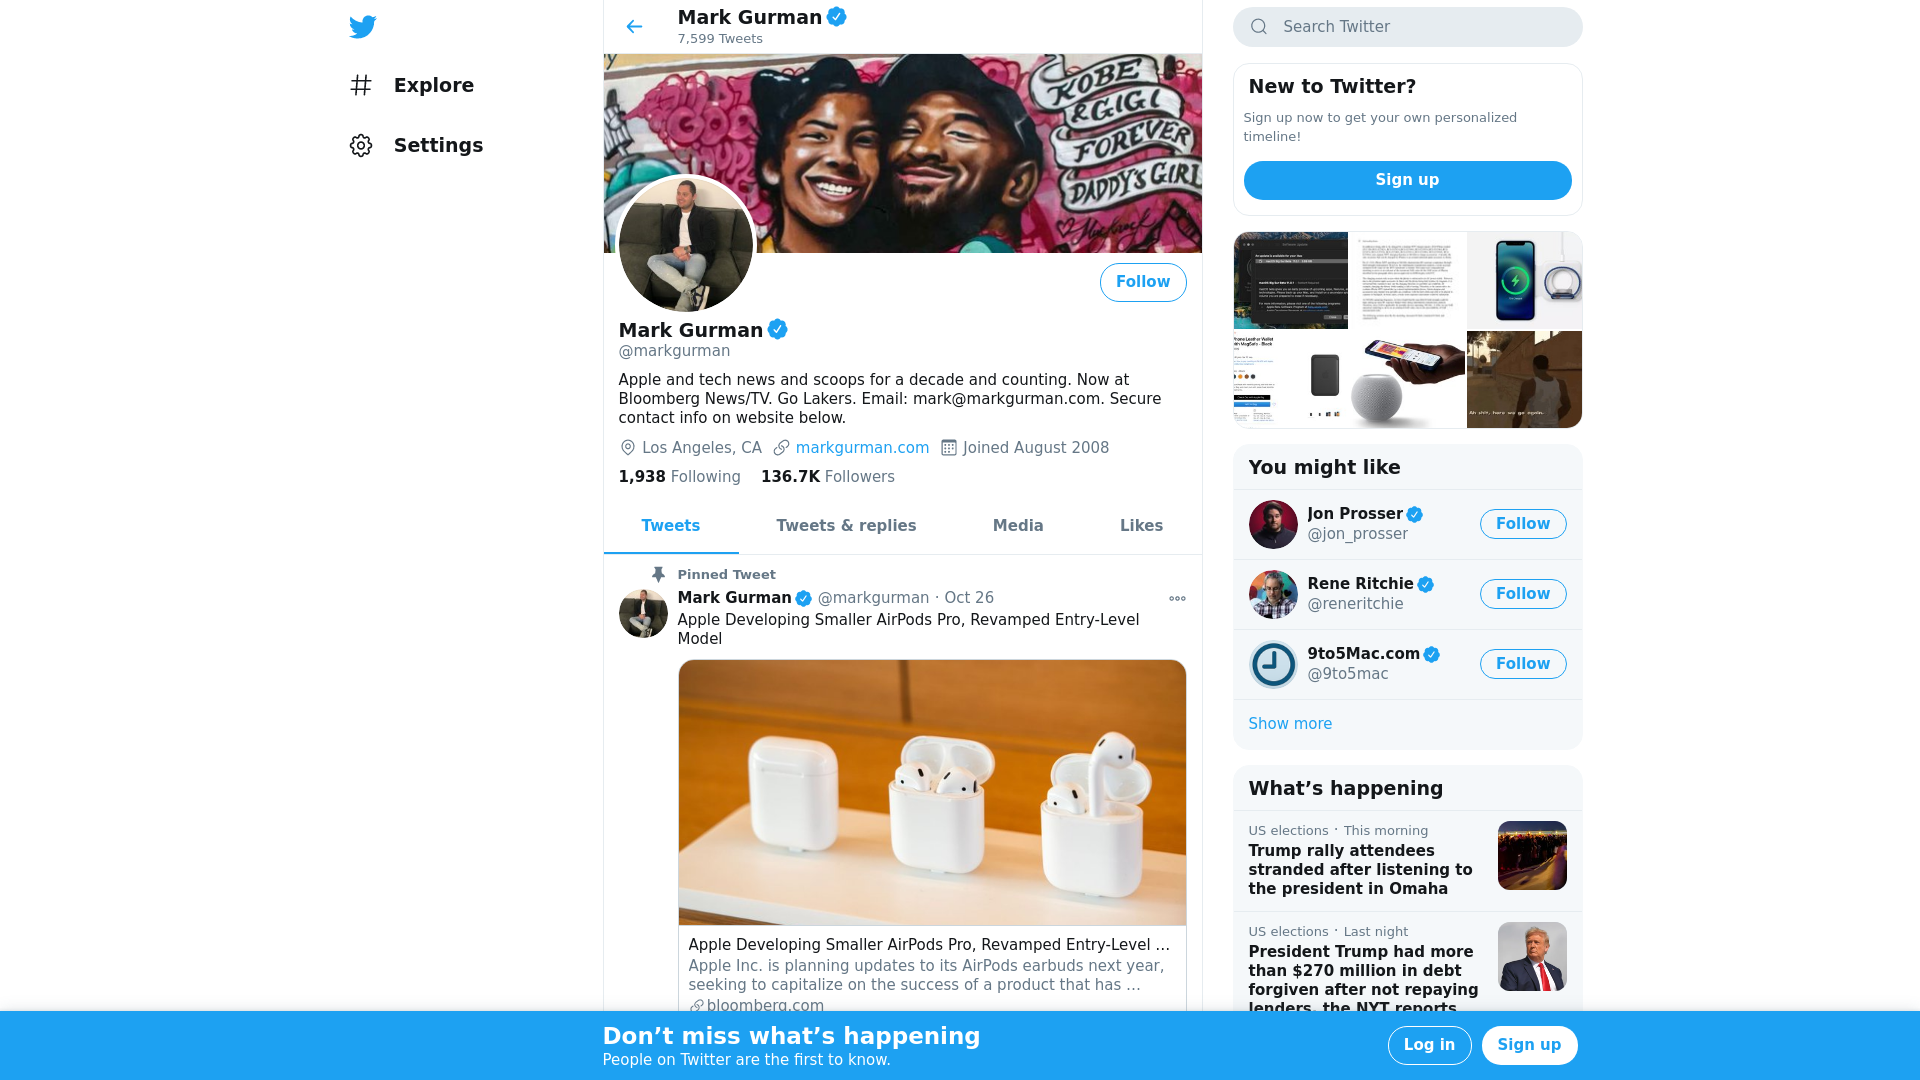 Explore
Settings
Mark Gurman
7,599 Tweets
KOBE
& GIGI
FOREVER
DADDY'S GIRL
Follow
Mark Gurman
@markgurman
Apple and tech news and scoops for a decade and counting. Now at
Bloomberg News/TV. Go Lakers. Email: mark@markgurman.com. Secure
contact info on website below.
Los Angeles, CA markgurman.com Joined August 2008
1,938 Following 136.7K Followers
Tweets Tweets & replies Media Likes
Pinned Tweet
Mark Gurman @markgurman · Oct 26
Apple Developing Smaller AirPods Pro, Revamped Entry-Level
Model
Apple Developing Smaller AirPods Pro, Revamped Entry-Level ...
Apple Inc. is planning updates to its AirPods earbuds next year,
seeking to capitalize on the success of a product that has ...
bloomberg.com
Search Twitter
New to Twitter?
Sign up now to get your own personalized
timeline!
Sign up
Ah shit, here we go again.
You might like
Jon Prosser
@jon_prosser
Follow
Rene Ritchie
@reneritchie
Follow
9to5Mac.com
@9to5mac
Follow
Show more
What's happening
US elections · This morning
Trump rally attendees
stranded after listening to
the president in Omaha
US elections · Last night
President Trump had more
than $270 million in debt
forgiven after not repaying
lenders, the NYT reports
Don't miss what's happening
People on Twitter are the first to know.
Log in
Sign up